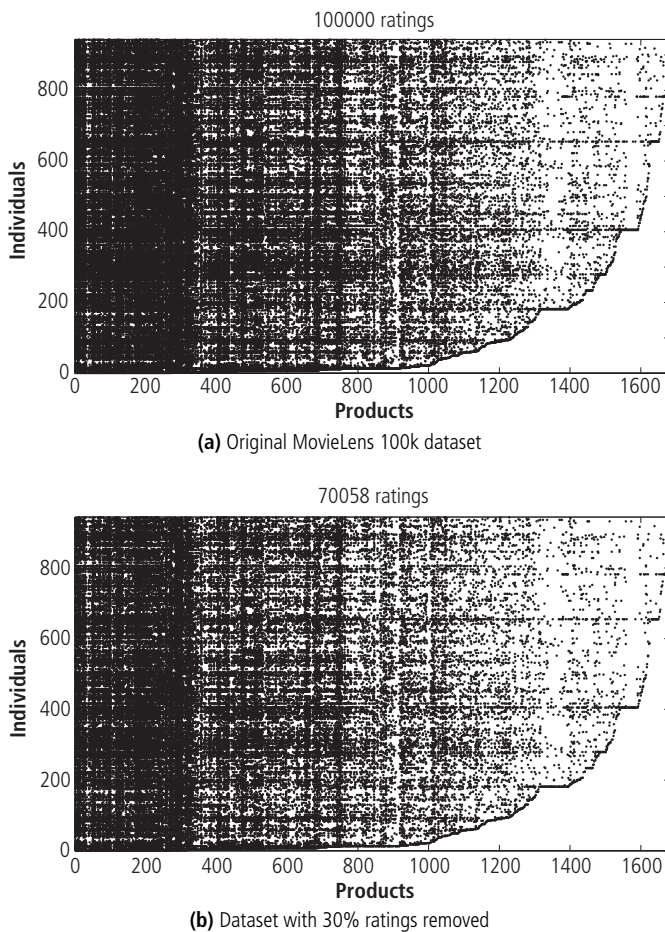 100000 ratings
800
600
400
200
0
Individuals
0 200 400 600 800 1000 1200 1400 1600
Products
(a) Original MovieLens 100k dataset
70058 ratings
800
600
400
200
0
Individuals
0 200 400 600 800 1000 1200 1400 1600
Products
(b) Dataset with 30% ratings removed